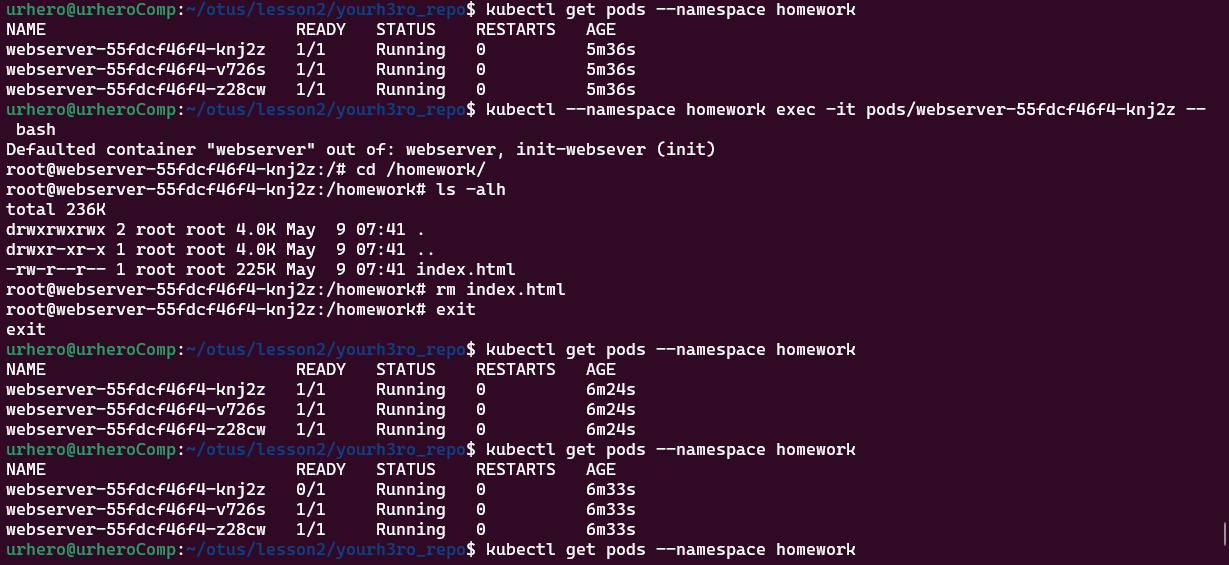 urhero@urheroComp:~/otus/lesson2/yourh3ro_repo$ kubectl get pods --namespace homework
NAME                         READY   STATUS    RESTARTS   AGE
webserver-55fdcf46f4-knj2z   1/1     Running   0          5m36s
webserver-55fdcf46f4-v726s   1/1     Running   0          5m36s
webserver-55fdcf46f4-z28cw   1/1     Running   0          5m36s
urhero@urheroComp:~/otus/lesson2/yourh3ro_repo$ kubectl --namespace homework exec -it pods/webserver-55fdcf46f4-knj2z --
 bash
Defaulted container "webserver" out of: webserver, init-websever (init)
root@webserver-55fdcf46f4-knj2z:/# cd /homework/
root@webserver-55fdcf46f4-knj2z:/homework# ls -alh
total 236K
drwxrwxrwx 2 root root 4.0K May  9 07:41 .
drwxr-xr-x 1 root root 4.0K May  9 07:41 ..
-rw-r--r-- 1 root root 225K May  9 07:41 index.html
root@webserver-55fdcf46f4-knj2z:/homework# rm index.html
root@webserver-55fdcf46f4-knj2z:/homework# exit
exit
urhero@urheroComp:~/otus/lesson2/yourh3ro_repo$ kubectl get pods --namespace homework
NAME                         READY   STATUS    RESTARTS   AGE
webserver-55fdcf46f4-knj2z   1/1     Running   0          6m24s
webserver-55fdcf46f4-v726s   1/1     Running   0          6m24s
webserver-55fdcf46f4-z28cw   1/1     Running   0          6m24s
urhero@urheroComp:~/otus/lesson2/yourh3ro_repo$ kubectl get pods --namespace homework
NAME                         READY   STATUS    RESTARTS   AGE
webserver-55fdcf46f4-knj2z   0/1     Running   0          6m33s
webserver-55fdcf46f4-v726s   1/1     Running   0          6m33s
webserver-55fdcf46f4-z28cw   1/1     Running   0          6m33s
urhero@urheroComp:~/otus/lesson2/yourh3ro_repo$ kubectl get pods --namespace homework